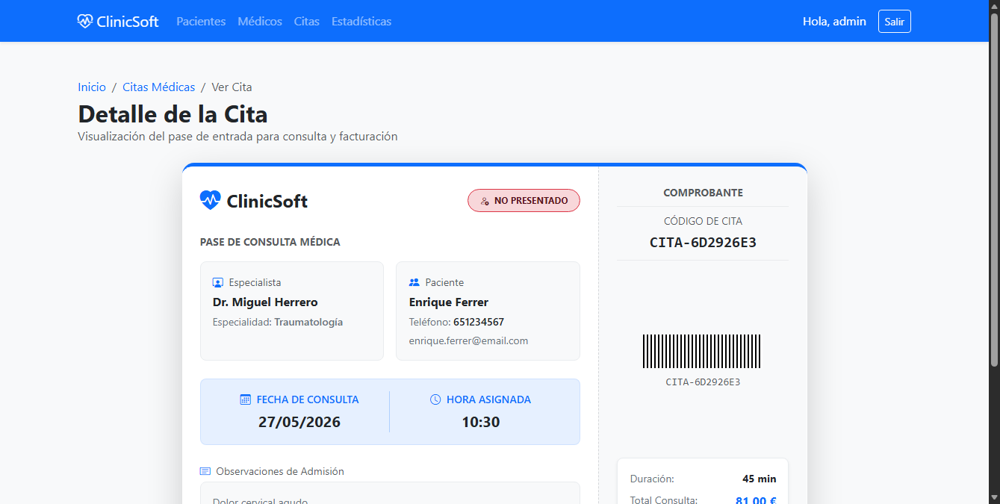 ClinicSoft Pacientes Médicos Citas Estadísticas Hola, admin Salir
Inicio / Citas Médicas / Ver Cita
Detalle de la Cita
Visualización del pase de entrada para consulta y facturación
ClinicSoft
NO PRESENTADO
PASE DE CONSULTA MÉDICA
Especialista
Dr. Miguel Herrero
Especialidad: Traumatología
Paciente
Enrique Ferrer
Teléfono: 651234567
enrique.ferrer@email.com
FECHA DE CONSULTA
27/05/2026
HORA ASIGNADA
10:30
Observaciones de Admisión
Dolor cervical agudo
COMPROBANTE
CÓDIGO DE CITA
CITA-6D2926E3
CITA-6D2926E3
Duración: 45 min
Total Consulta: 81,00 €